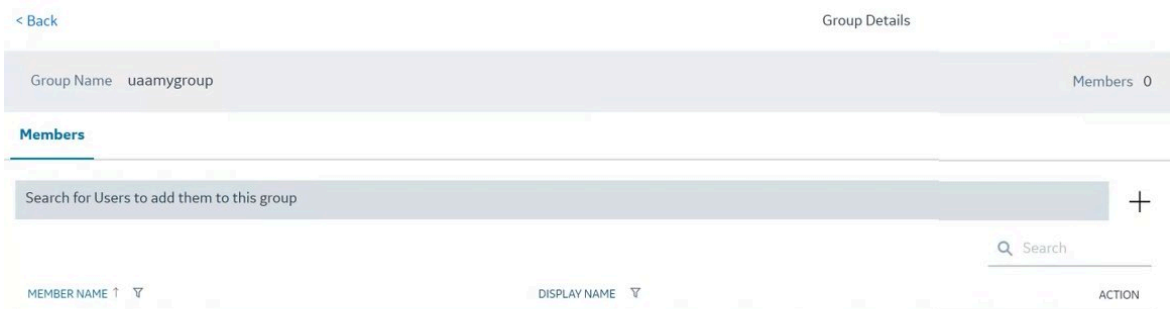 < Back Group Details
Group Name uaamygroup Members 0
Members
Search for Users to add them to this group
Search
MEMBER NAME ↑ DISPLAY NAME ACTION